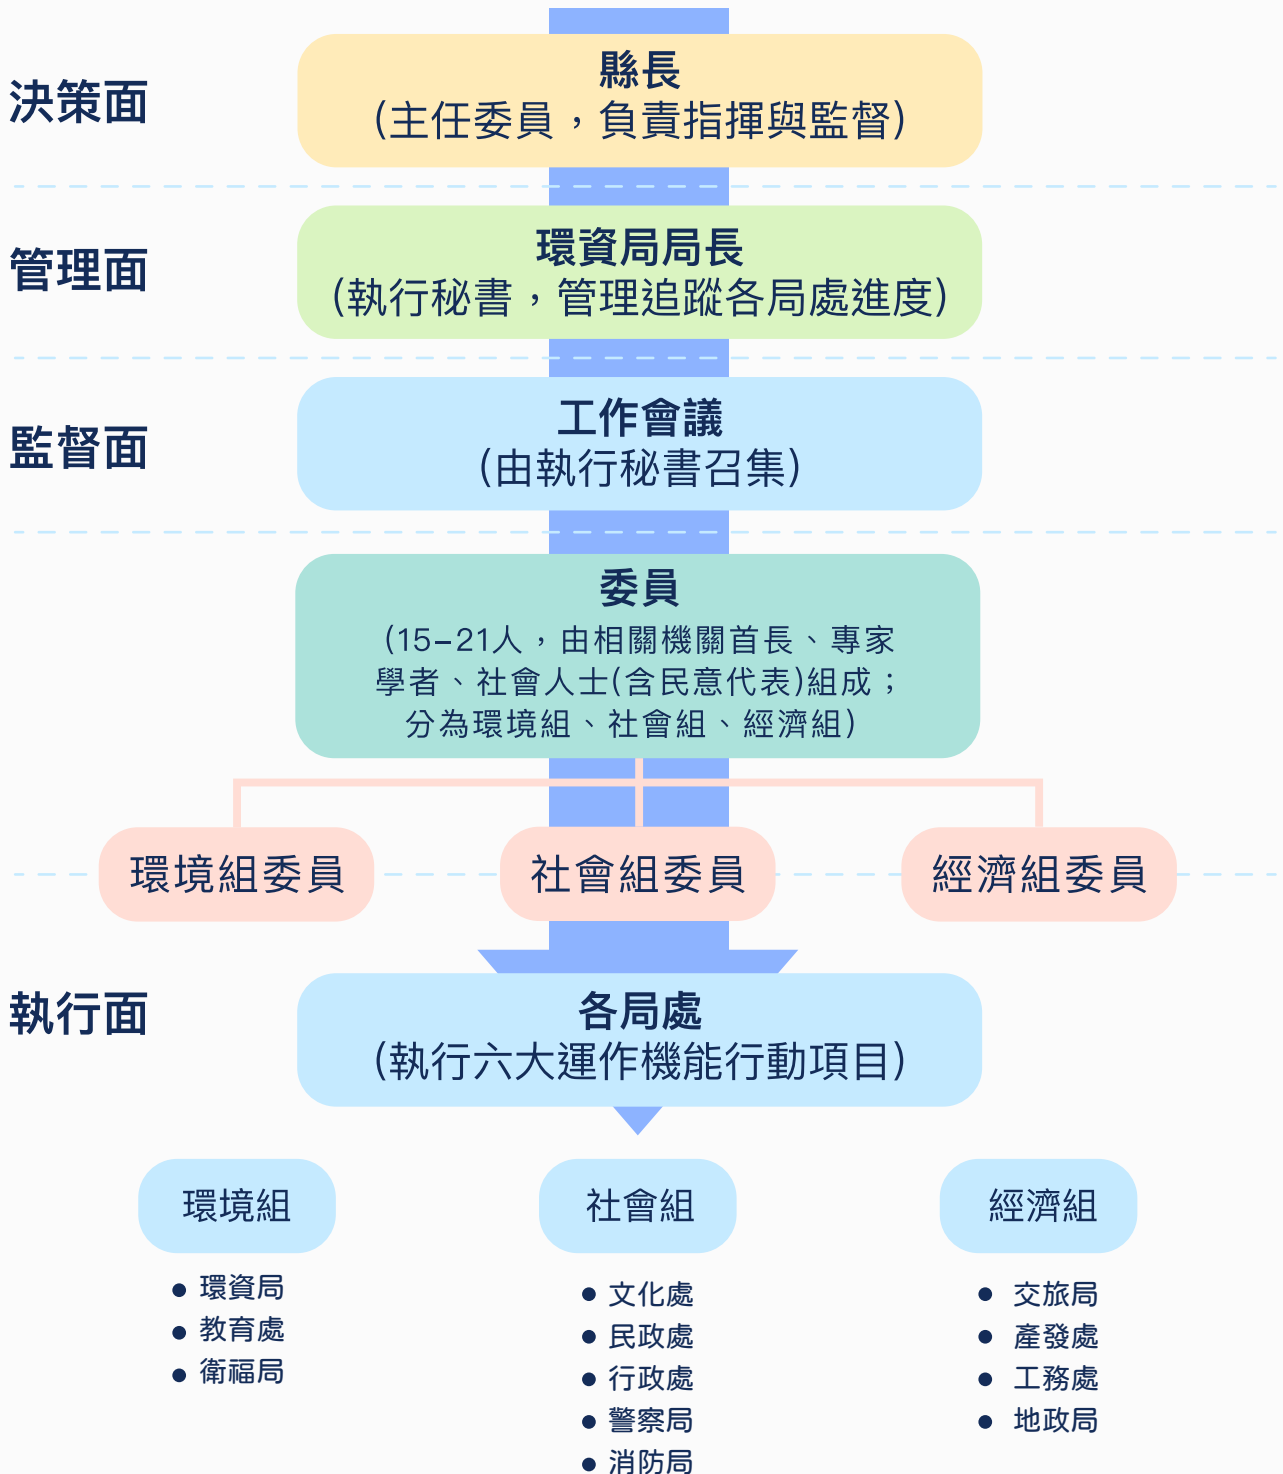 決策面
縣長
(主任委員，負責指揮與監督)
管理面
環資局局長
(執行秘書，管理追蹤各局處進度)
監督面
工作會議
(由執行秘書召集)
委員
(15-21人，由相關機關首長、專家
學者、社會人士(含民意代表)組成；
分為環境組、社會組、經濟組)
環境組委員
社會組委員
經濟組委員
執行面
各局處
(執行六大運作機能行動項目)
環境組
環資局
教育處
衛福局
社會組
文化處
民政處
行政處
警察局
消防局
經濟組
交旅局
產發處
工務處
地政局